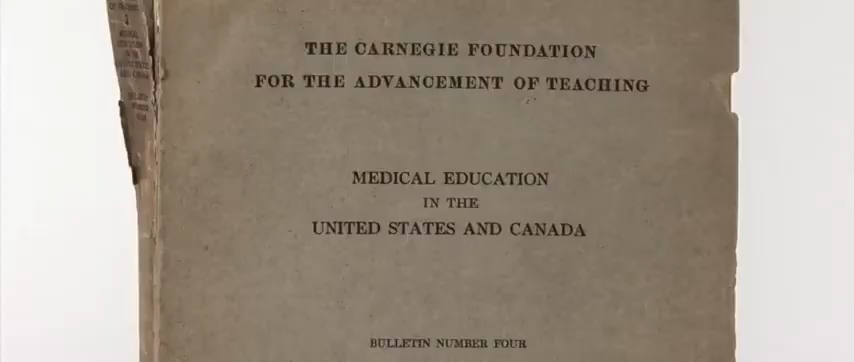 THE CARNEGIE FOUNDATION
FOR THE ADVANCEMENT OF TEACHING
MEDICAL EDUCATION
IN THE
UNITED STATES AND CANADA
BULLETIN NUMBER FOUR